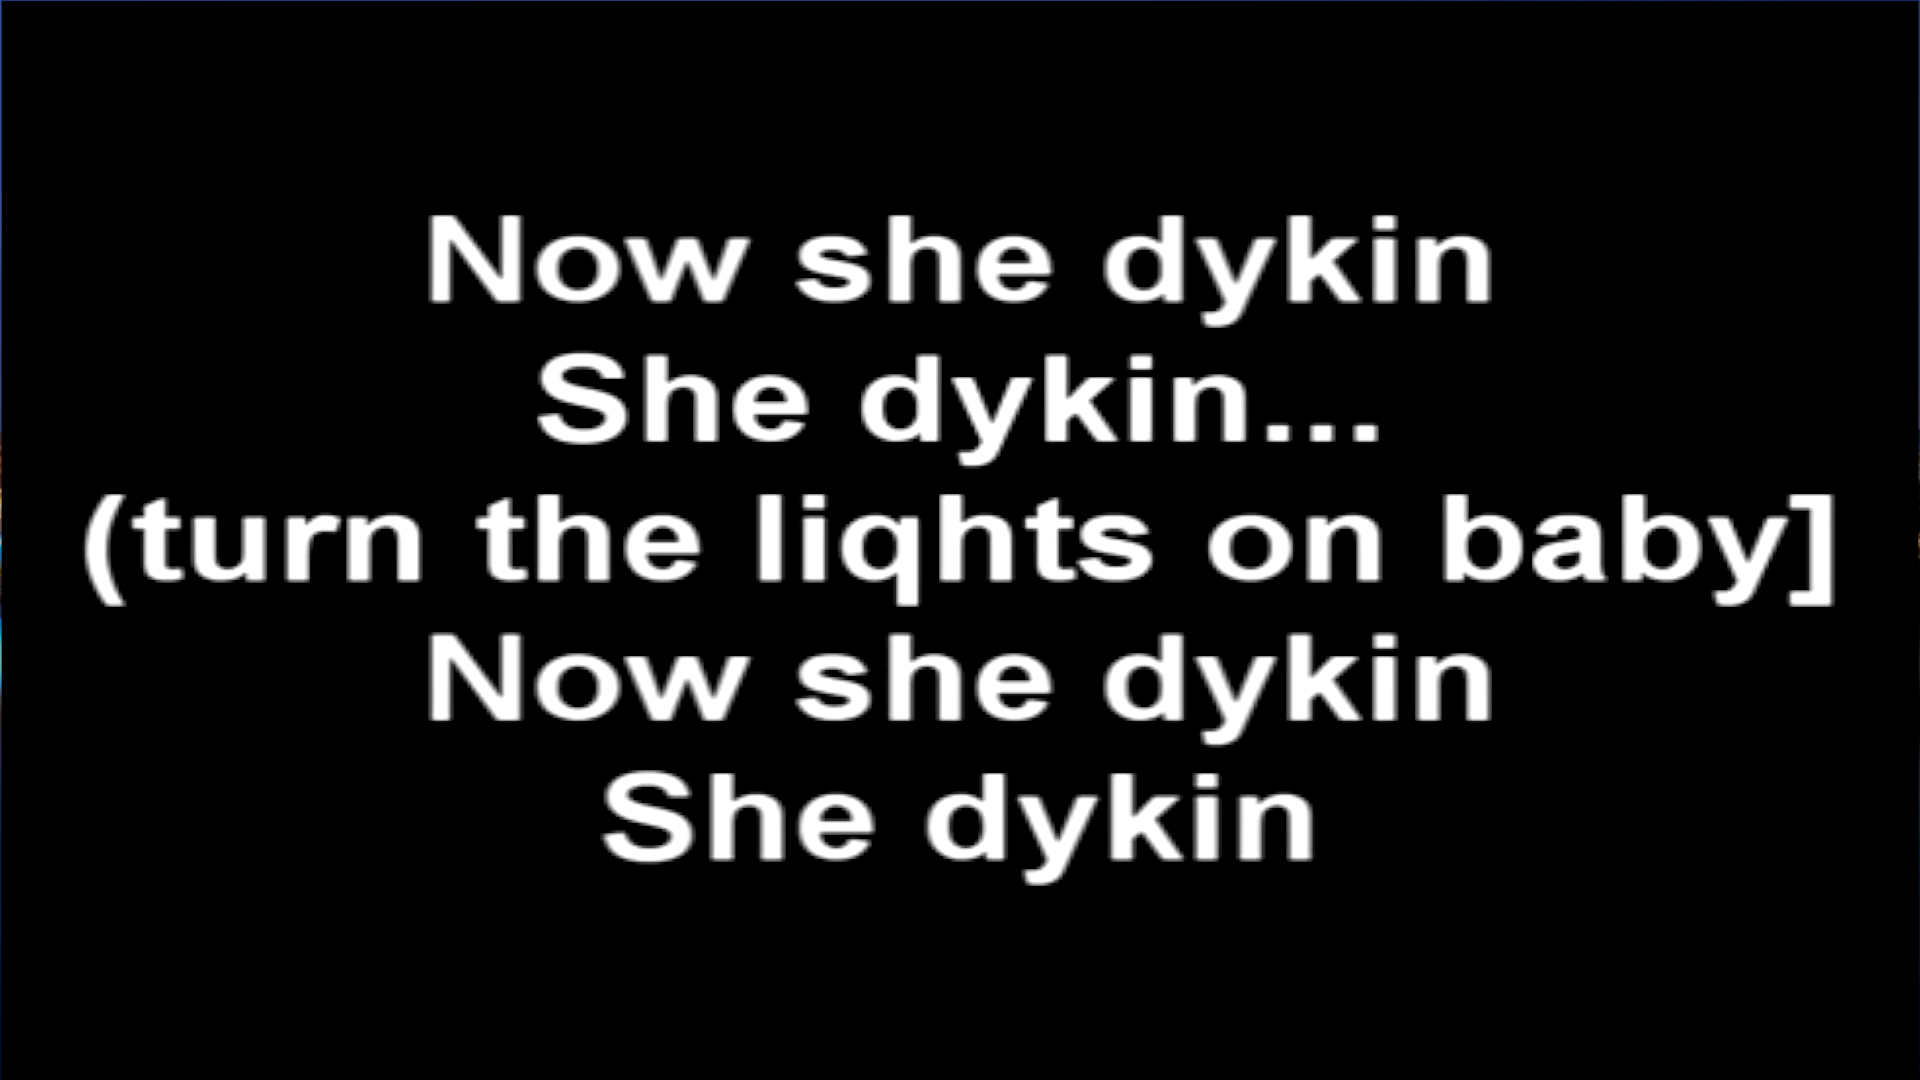 Now she dykin
She dykin...
(turn the liqhts on baby]
Now she dykin
She dykin